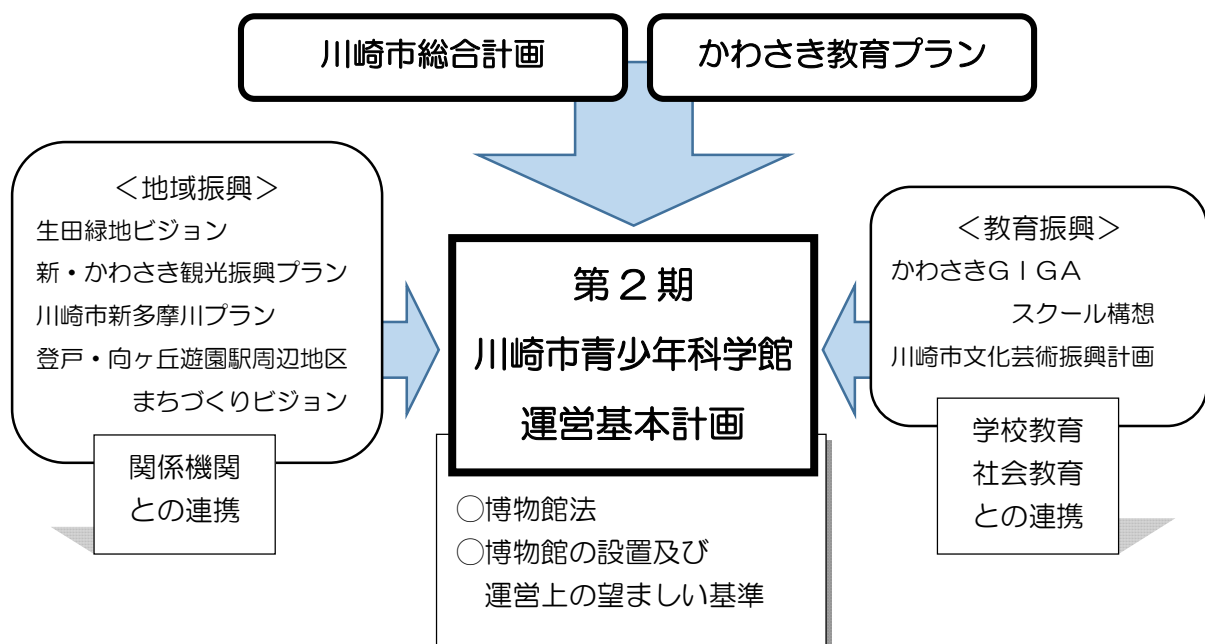 川崎市総合計画
かわさき教育プラン
＜地域振興＞
生田緑地ビジョン
新・かわさき観光振興プラン
川崎市新多摩川プラン
登戸・向ヶ丘遊園駅周辺地区
まちづくりビジョン
関係機関
との連携
第２期
川崎市青少年科学館
運営基本計画
○博物館法
○博物館の設置及び
運営上の望ましい基準
＜教育振興＞
かわさきＧＩＧＡ
スクール構想
川崎市文化芸術振興計画
学校教育
社会教育
との連携